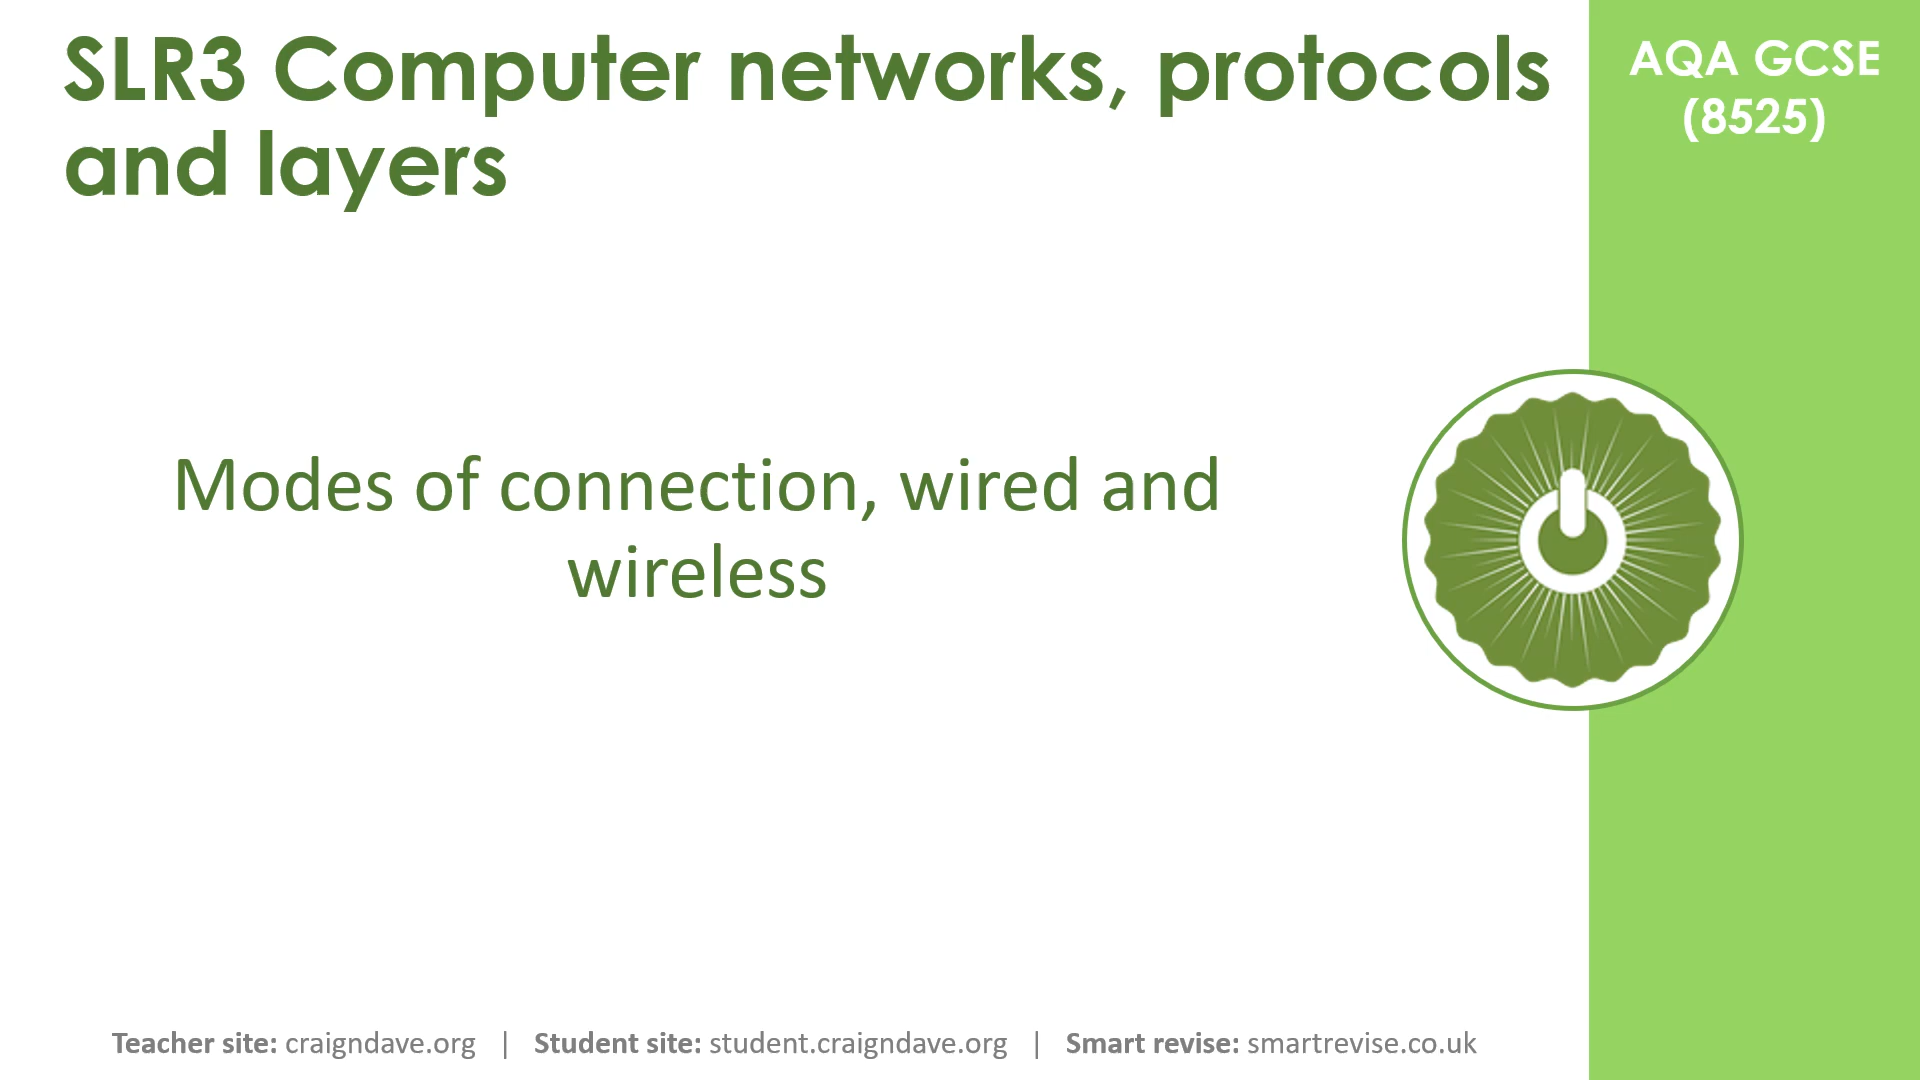 SLR3 Computer networks, protocols
and layers
AQA GCSE
(8525)
Modes of connection, wired and
wireless
Teacher site: craigndave.org | Student site: student.craigndave.org | Smart revise: smartrevise.co.uk